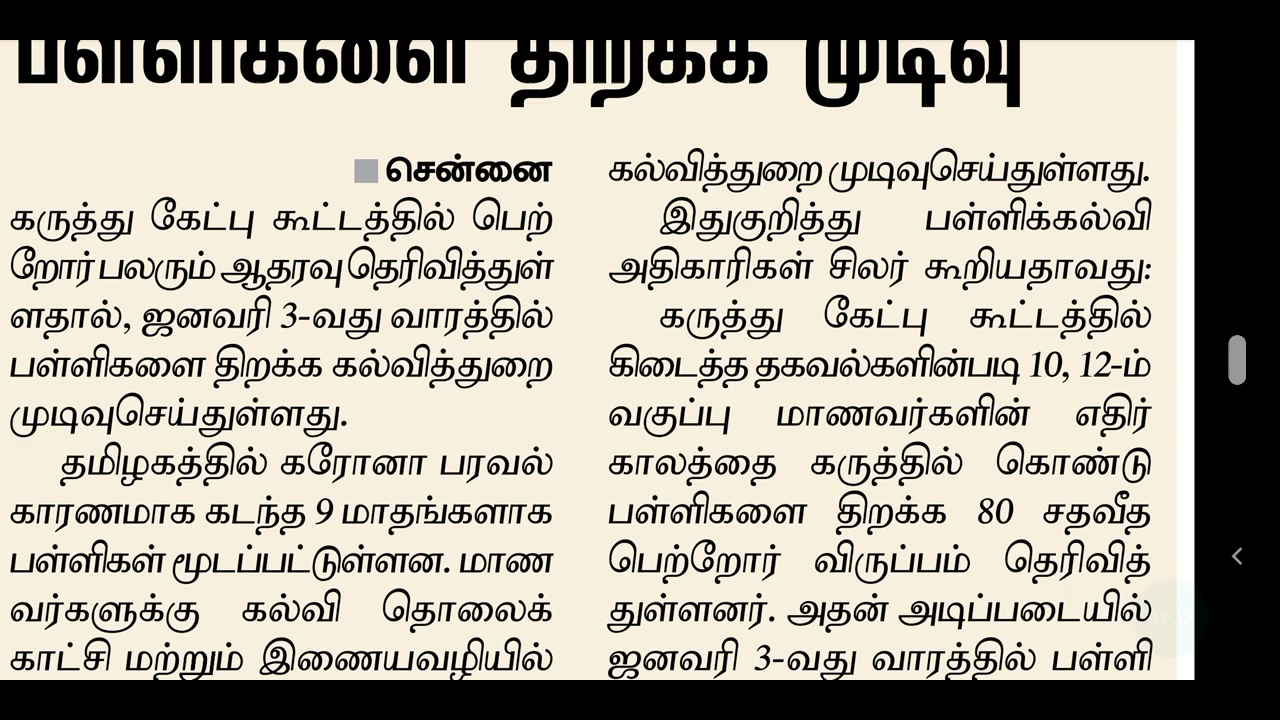 பள்ளிகளை திறக்க முடிவு
சென்னை
கருத்து கேட்பு கூட்டத்தில் பெற்
றோர் பலரும் ஆதரவு தெரிவித்துள்
ளதால், ஜனவரி 3-வது வாரத்தில்
பள்ளிகளை திறக்க கல்வித்துறை
முடிவுசெய்துள்ளது.
தமிழகத்தில் கரோனா பரவல்
காரணமாக கடந்த 9 மாதங்களாக
பள்ளிகள் மூடப்பட்டுள்ளன. மாண
வர்களுக்கு கல்வி தொலைக்
காட்சி மற்றும் இணையவழியில்
கல்வித்துறை முடிவுசெய்துள்ளது.
இதுகுறித்து பள்ளிக்கல்வி
அதிகாரிகள் சிலர் கூறியதாவது:
கருத்து கேட்பு கூட்டத்தில்
கிடைத்த தகவல்களின்படி 10, 12-ம்
வகுப்பு மாணவர்களின் எதிர்
காலத்தை கருத்தில் கொண்டு
பள்ளிகளை திறக்க 80 சதவீத
பெற்றோர் விருப்பம் தெரிவித்
துள்ளனர். அதன் அடிப்படையில்
ஜனவரி 3-வது வாரத்தில் பள்ளி
01:32